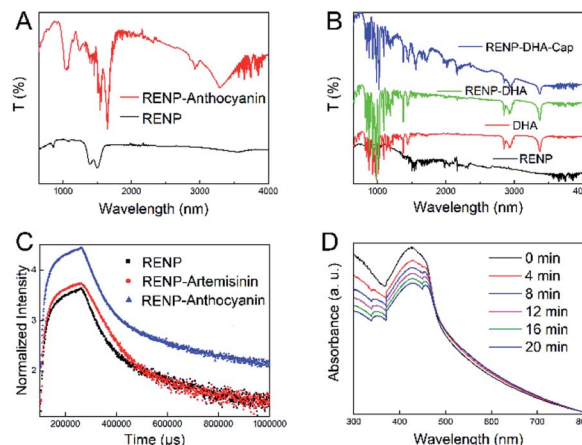 A
T (%)
RENP-Anthocyanin
RENP
1000 2000 3000 4000
Wavelength (nm)
B
T (%)
RENP-DHA-Cap
RENP-DHA
DHA
RENP
1000 2000 3000 4000
Wavelength (nm)
C
Normalized Intensity
4
3
2
RENP
RENP-Artemisinin
RENP-Anthocyanin
200000 400000 600000 800000 1000000
Time (μs)
D
Absorbance (a. u.)
0 min
4 min
8 min
12 min
16 min
20 min
300 400 500 600 700 800
Wavelength (nm)